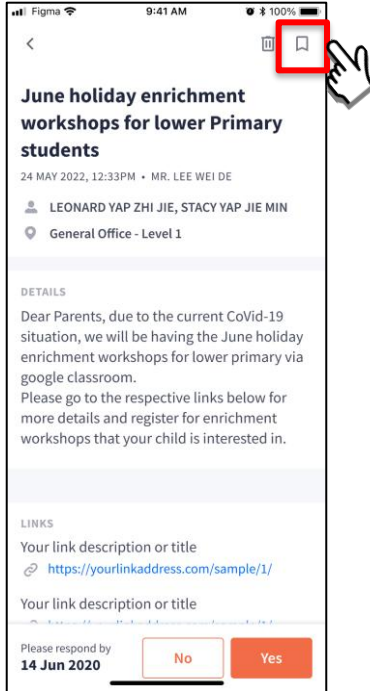 Figma 9:41 AM 100%
June holiday enrichment
workshops for lower Primary
students
24 MAY 2022, 12:33PM • MR. LEE WEI DE
LEONARD YAP ZHI JIE, STACY YAP JIE MIN
General Office - Level 1
DETAILS
Dear Parents, due to the current CoVid-19
situation, we will be having the June holiday
enrichment workshops for lower primary via
google classroom.
Please go to the respective links below for
more details and register for enrichment
workshops that your child is interested in.
LINKS
Your link description or title
https://yourlinkaddress.com/sample/1/
Your link description or title
Please respond by
14 Jun 2020
No
Yes